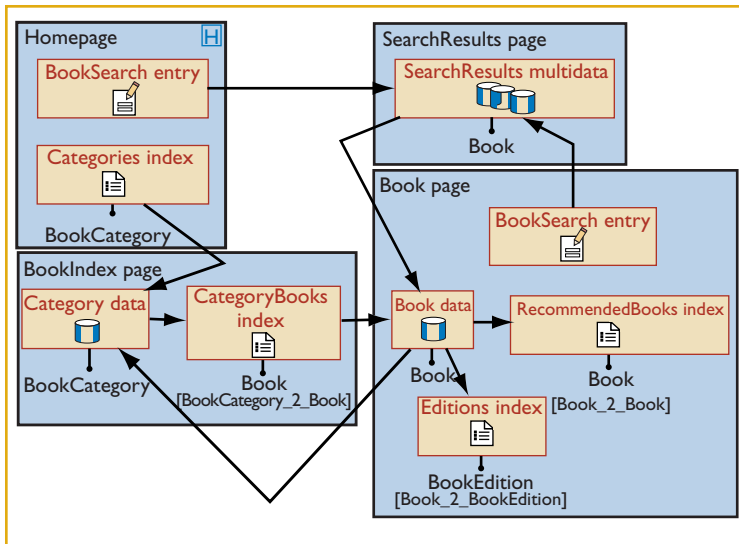 Homepage
H
BookSearch entry
Categories index
BookCategory
SearchResults page
SearchResults multidata
Book
BookIndex page
Category data
BookCategory
CategoryBooks
index
Book
[BookCategory_2_Book]
Book page
BookSearch entry
Book data
Book
RecommendedBooks index
Book
[Book_2_Book]
Editions index
BookEdition
[Book_2_BookEdition]